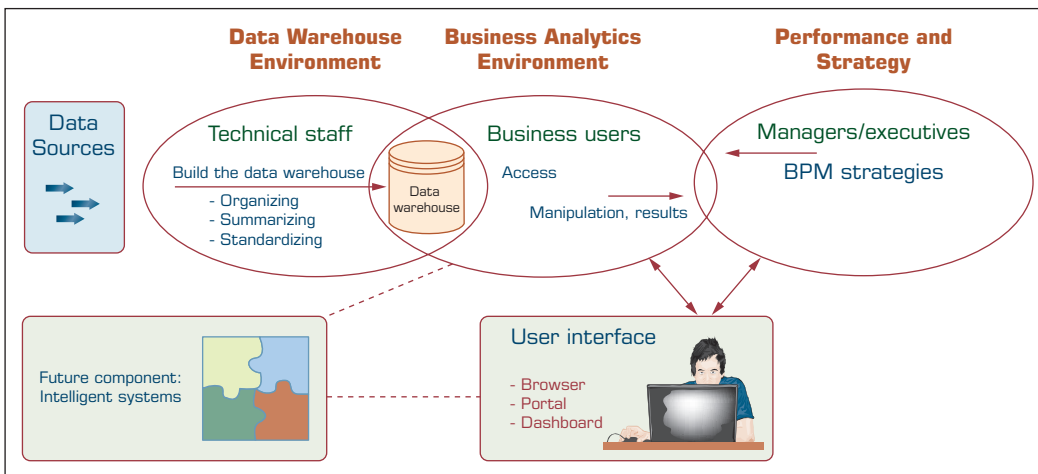 Data Warehouse
Environment
Business Analytics
Environment
Performance and
Strategy
Data
Sources
Technical staff
Build the data warehouse
- Organizing
- Summarizing
- Standardizing
Data
warehouse
Business users
Access
Manipulation, results
Managers/executives
BPM strategies
Future component:
Intelligent systems
User interface
- Browser
- Portal
- Dashboard